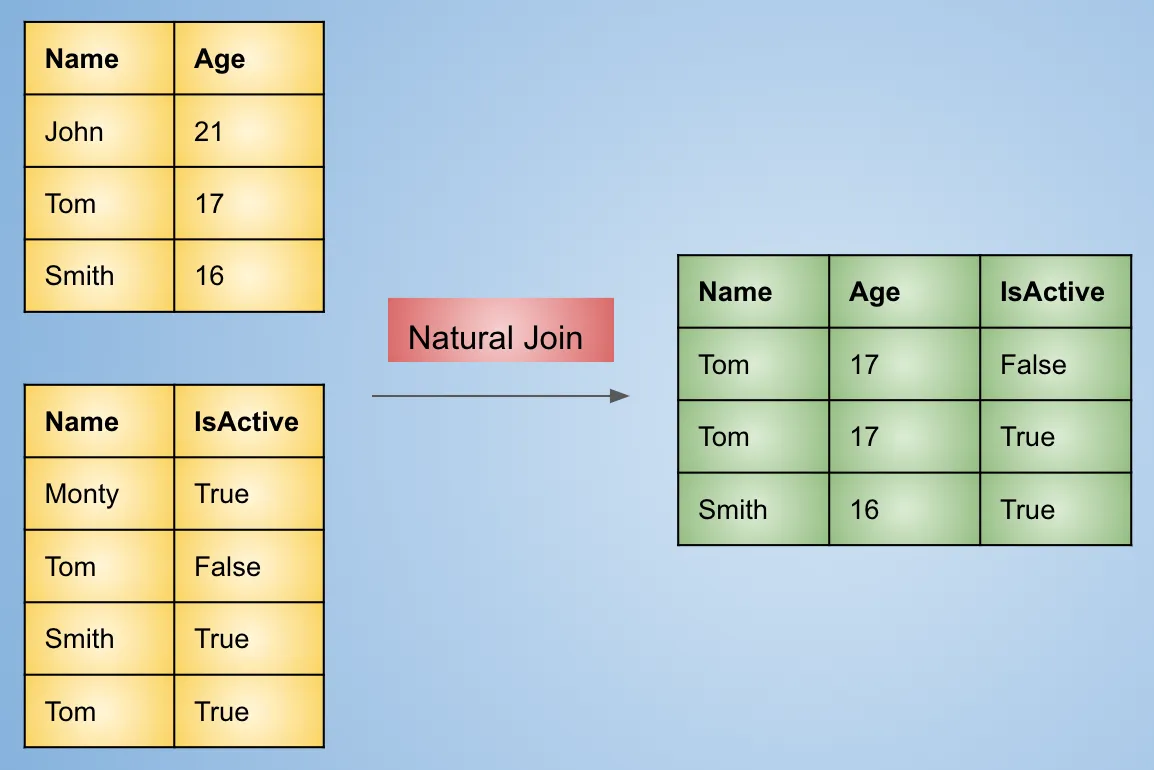 Name Age
John 21
Tom 17
Smith 16
Name IsActive
Monty True
Tom False
Smith True
Tom True
Natural Join
Name Age IsActive
Tom 17 False
Tom 17 True
Smith 16 True